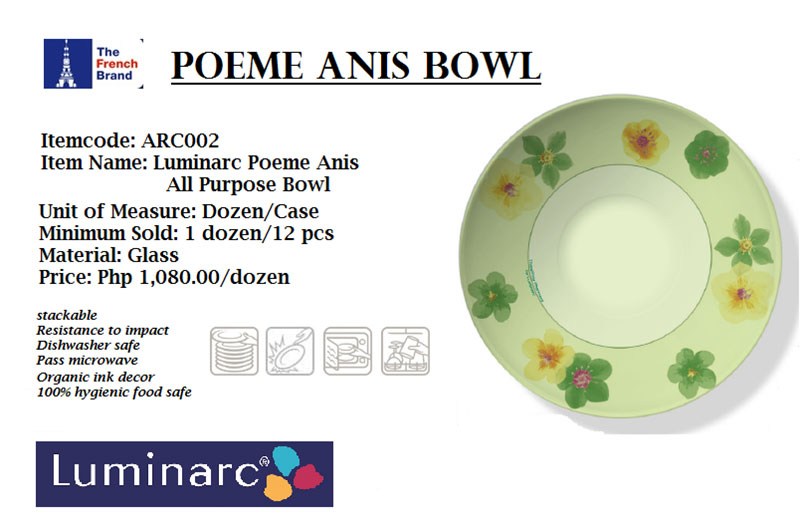 The
French
Brand
POEME ANIS BOWL
Itemcode: ARC002
Item Name: Luminarc Poeme Anis
All Purpose Bowl
Unit of Measure: Dozen/Case
Minimum Sold: 1 dozen/12 pcs
Material: Glass
Price: Php 1,080.00/dozen
stackable
Resistance to impact
Dishwasher safe
Pass microwave
Organic ink decor
100% hygienic food safe
Luminarc®